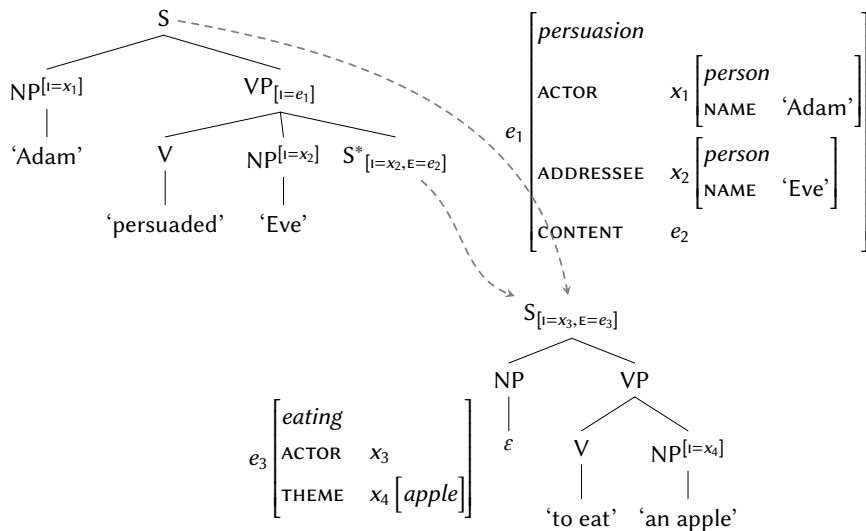 S
NP[I=x1] VP[I=e1]
'Adam' V NP[I=x2] S*[I=x2,E=e2]
'persuaded' 'Eve'
e1 persuasion
ACTOR x1 person
NAME 'Adam'
ADDRESSEE x2 person
NAME 'Eve'
CONTENT e2
S[I=x3,E=e3]
NP VP
ε V NP[I=x4]
'to eat' 'an apple'
e3 eating
ACTOR x3
THEME x4 [apple]